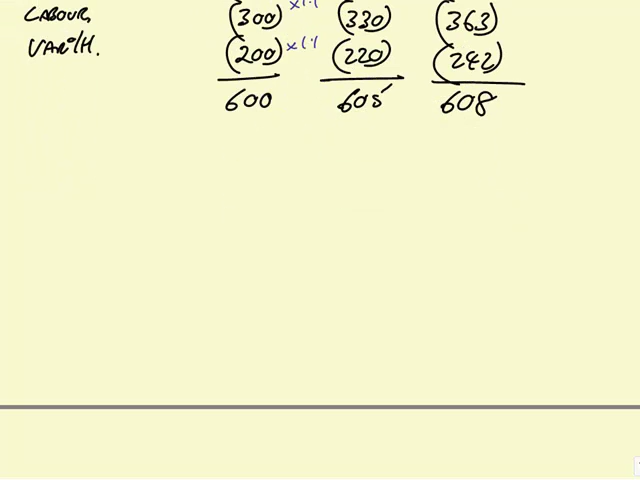 LABOUR (300) ×1.1 (330) (363)
VAR O/H. (200) ×1.1 (220) (242)
600 605 608